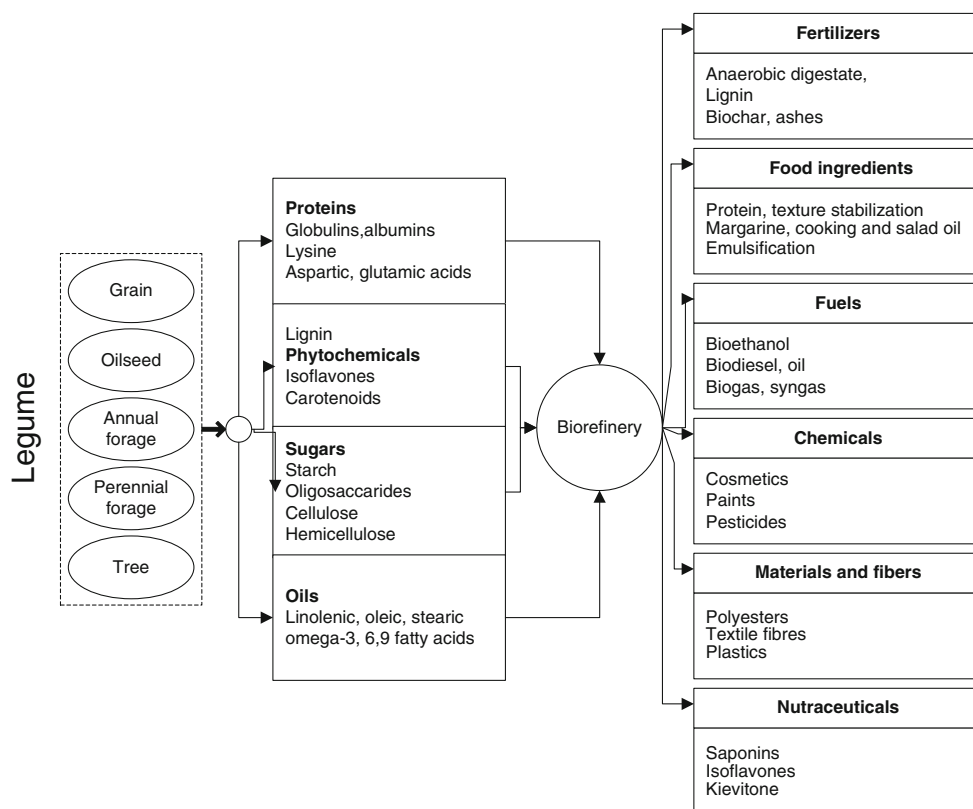 Legume
Grain
Oilseed
Annual
forage
Perennial
forage
Tree
Proteins
Globulins,albumins
Lysine
Aspartic, glutamic acids
Lignin
Phytochemicals
Isoflavones
Carotenoids
Sugars
Starch
Oligosaccarides
Cellulose
Hemicellulose
Oils
Linolenic, oleic, stearic
omega-3, 6,9 fatty acids
Biorefinery
Fertilizers
Anaerobic digestate,
Lignin
Biochar, ashes
Food ingredients
Protein, texture stabilization
Margarine, cooking and salad oil
Emulsification
Fuels
Bioethanol
Biodiesel, oil
Biogas, syngas
Chemicals
Cosmetics
Paints
Pesticides
Materials and fibers
Polyesters
Textile fibres
Plastics
Nutraceuticals
Saponins
Isoflavones
Kievitone